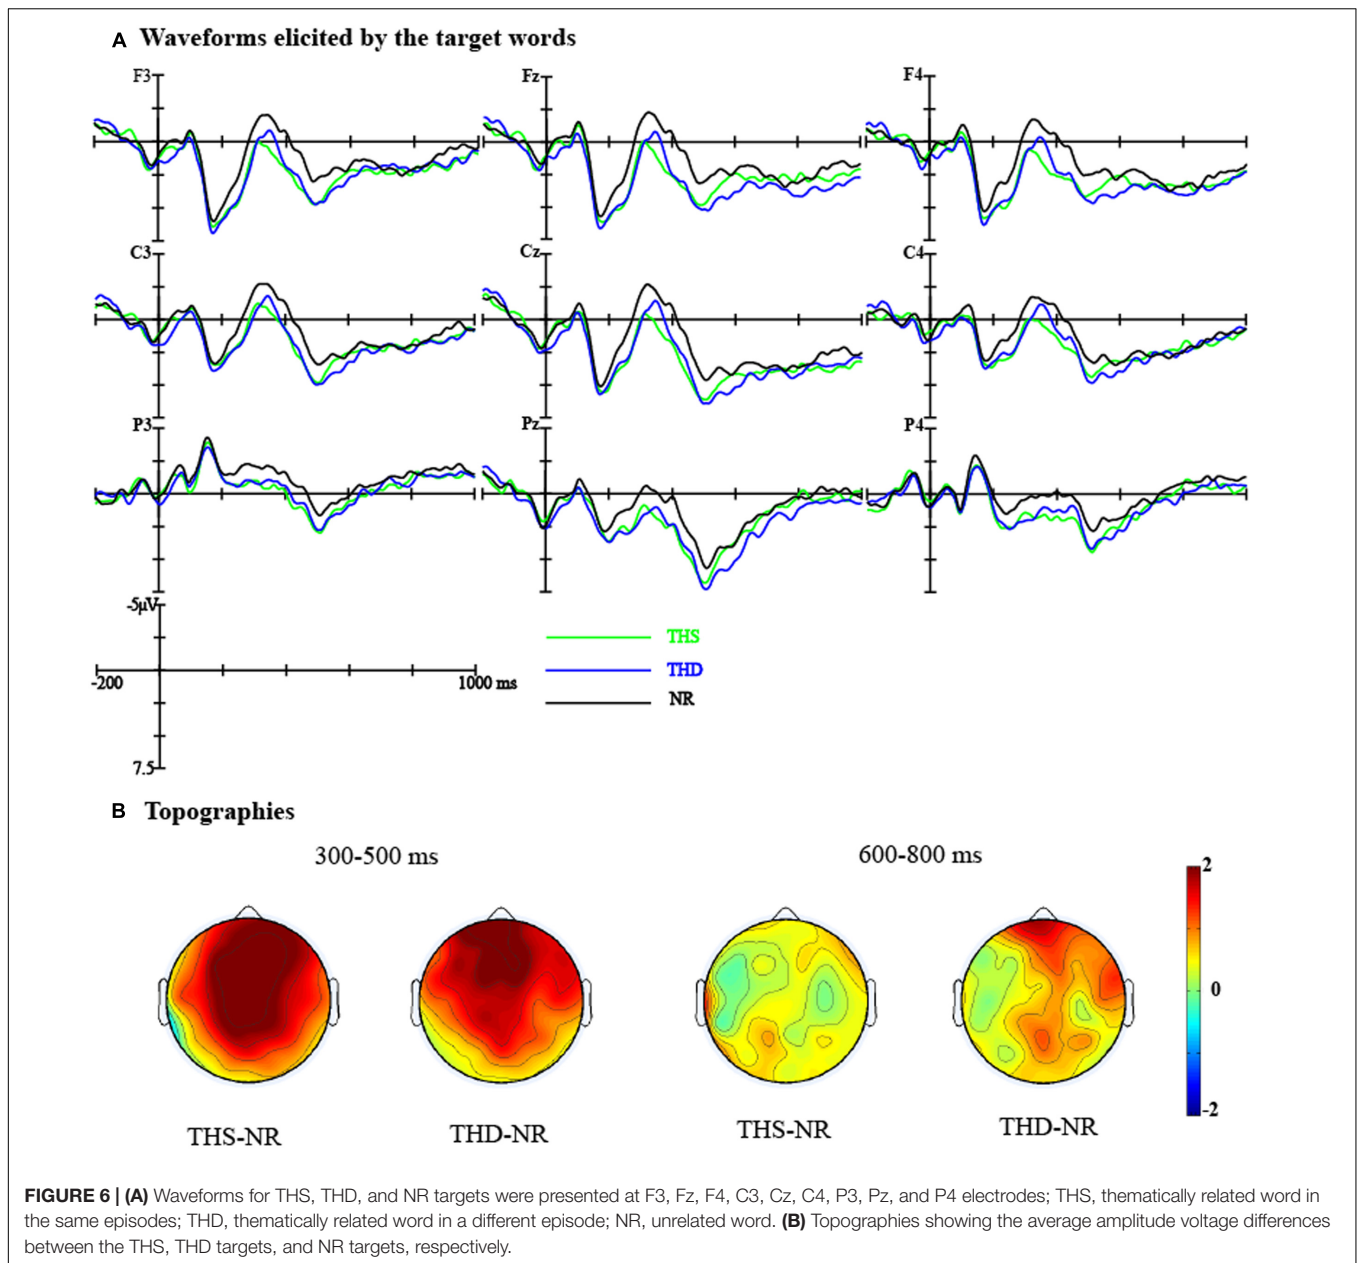 A Waveforms elicited by the target words
F3 Fz F4
C3 Cz C4
P3 Pz P4
-5µV
THS
THD
-200 1000 ms
NR
7.5
B Topographies
300-500 ms 600-800 ms
2
0
-2
THS-NR THD-NR THS-NR THD-NR
FIGURE 6 | (A) Waveforms for THS, THD, and NR targets were presented at F3, Fz, F4, C3, Cz, C4, P3, Pz, and P4 electrodes; THS, thematically related word in
the same episodes; THD, thematically related word in a different episode; NR, unrelated word. (B) Topographies showing the average amplitude voltage differences
between the THS, THD targets, and NR targets, respectively.